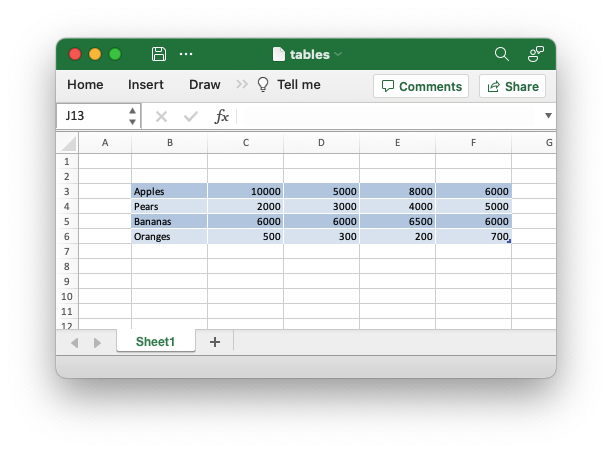 tables
Home Insert Draw Tell me Comments Share
J13 fx
A B C D E F G
1
2
3 Apples 10000 5000 8000 6000
4 Pears 2000 3000 4000 5000
5 Bananas 6000 6000 6500 6000
6 Oranges 500 300 200 700
7
8
9
10
11
12
Sheet1